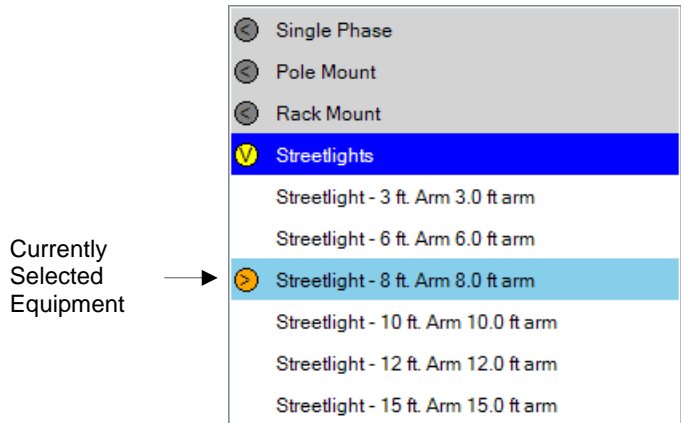 Single Phase
Pole Mount
Rack Mount
Streetlights
Streetlight - 3 ft. Arm 3.0 ft arm
Streetlight - 6 ft. Arm 6.0 ft arm
Currently
Selected
Equipment
Streetlight - 8 ft. Arm 8.0 ft arm
Streetlight - 10 ft. Arm 10.0 ft arm
Streetlight - 12 ft. Arm 12.0 ft arm
Streetlight - 15 ft. Arm 15.0 ft arm